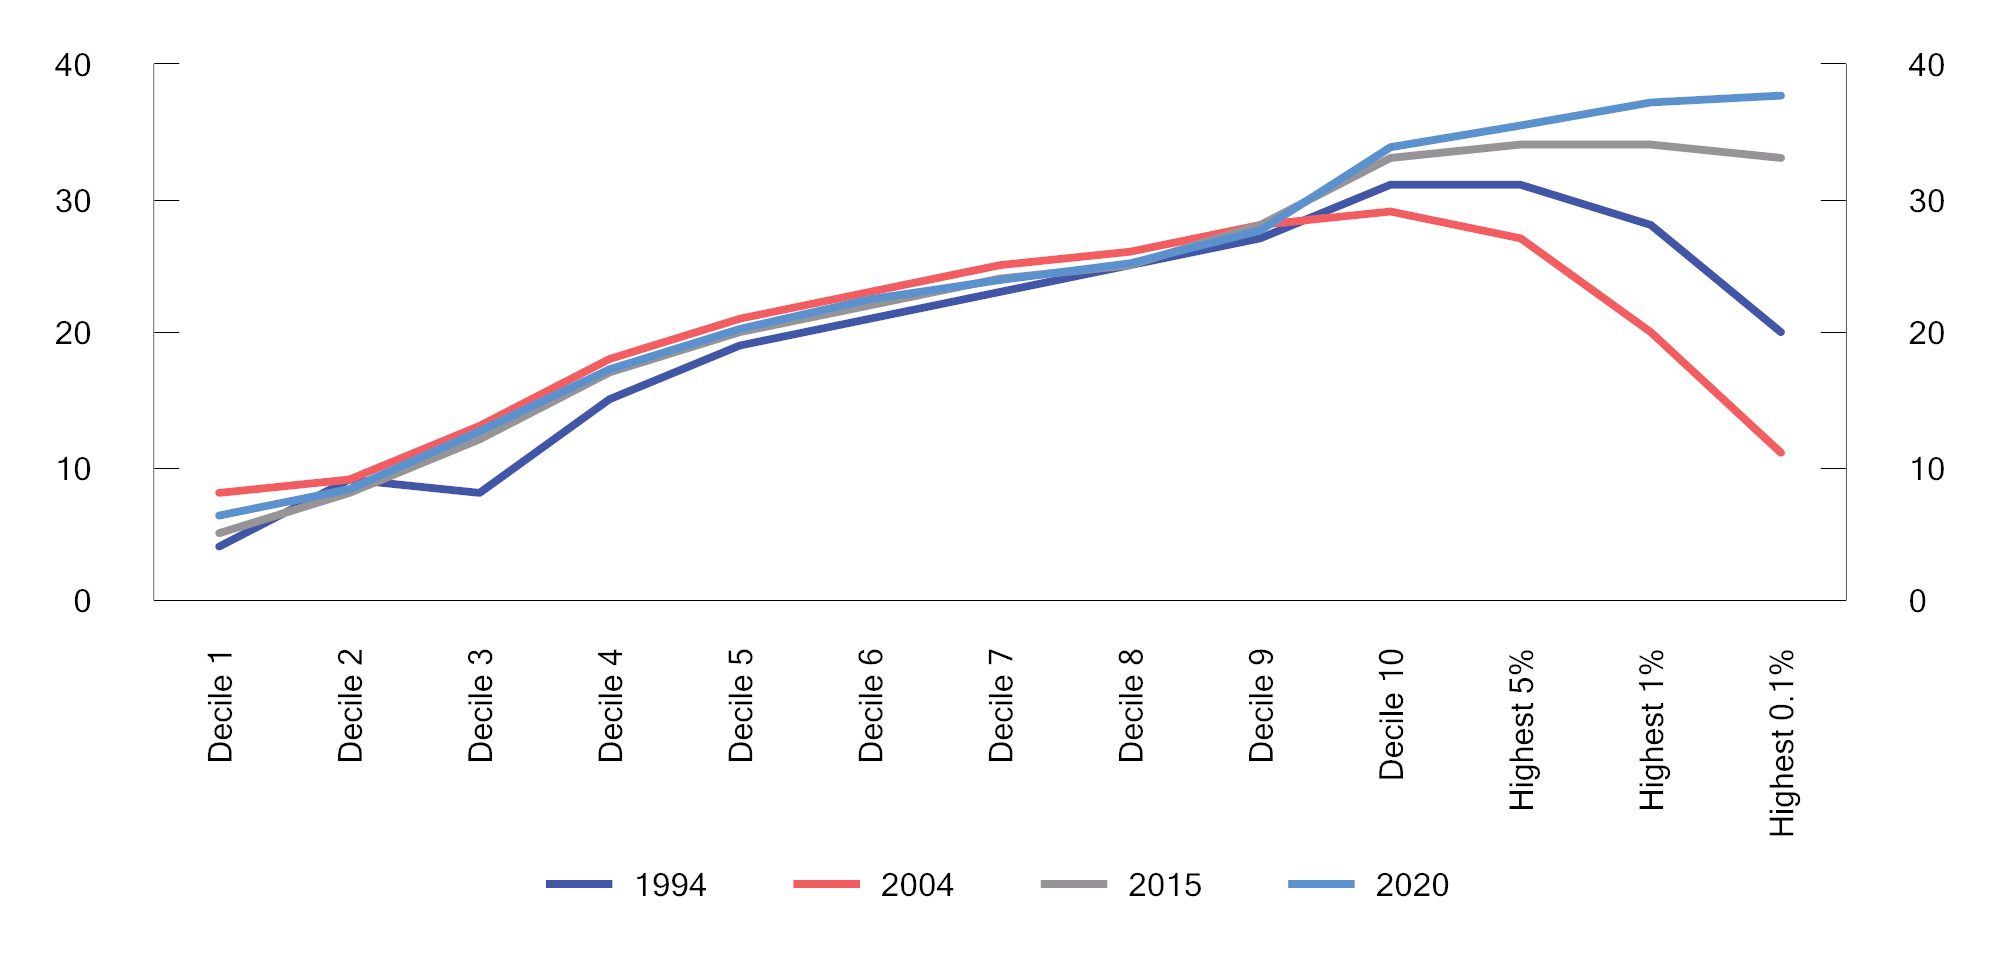 40 40
30 30
20 20
10 10
0 0
Decile 1
Decile 2
Decile 3
Decile 4
Decile 5
Decile 6
Decile 7
Decile 8
Decile 9
Decile 10
Highest 5%
Highest 1%
Highest 0.1%
1994 2004 2015 2020